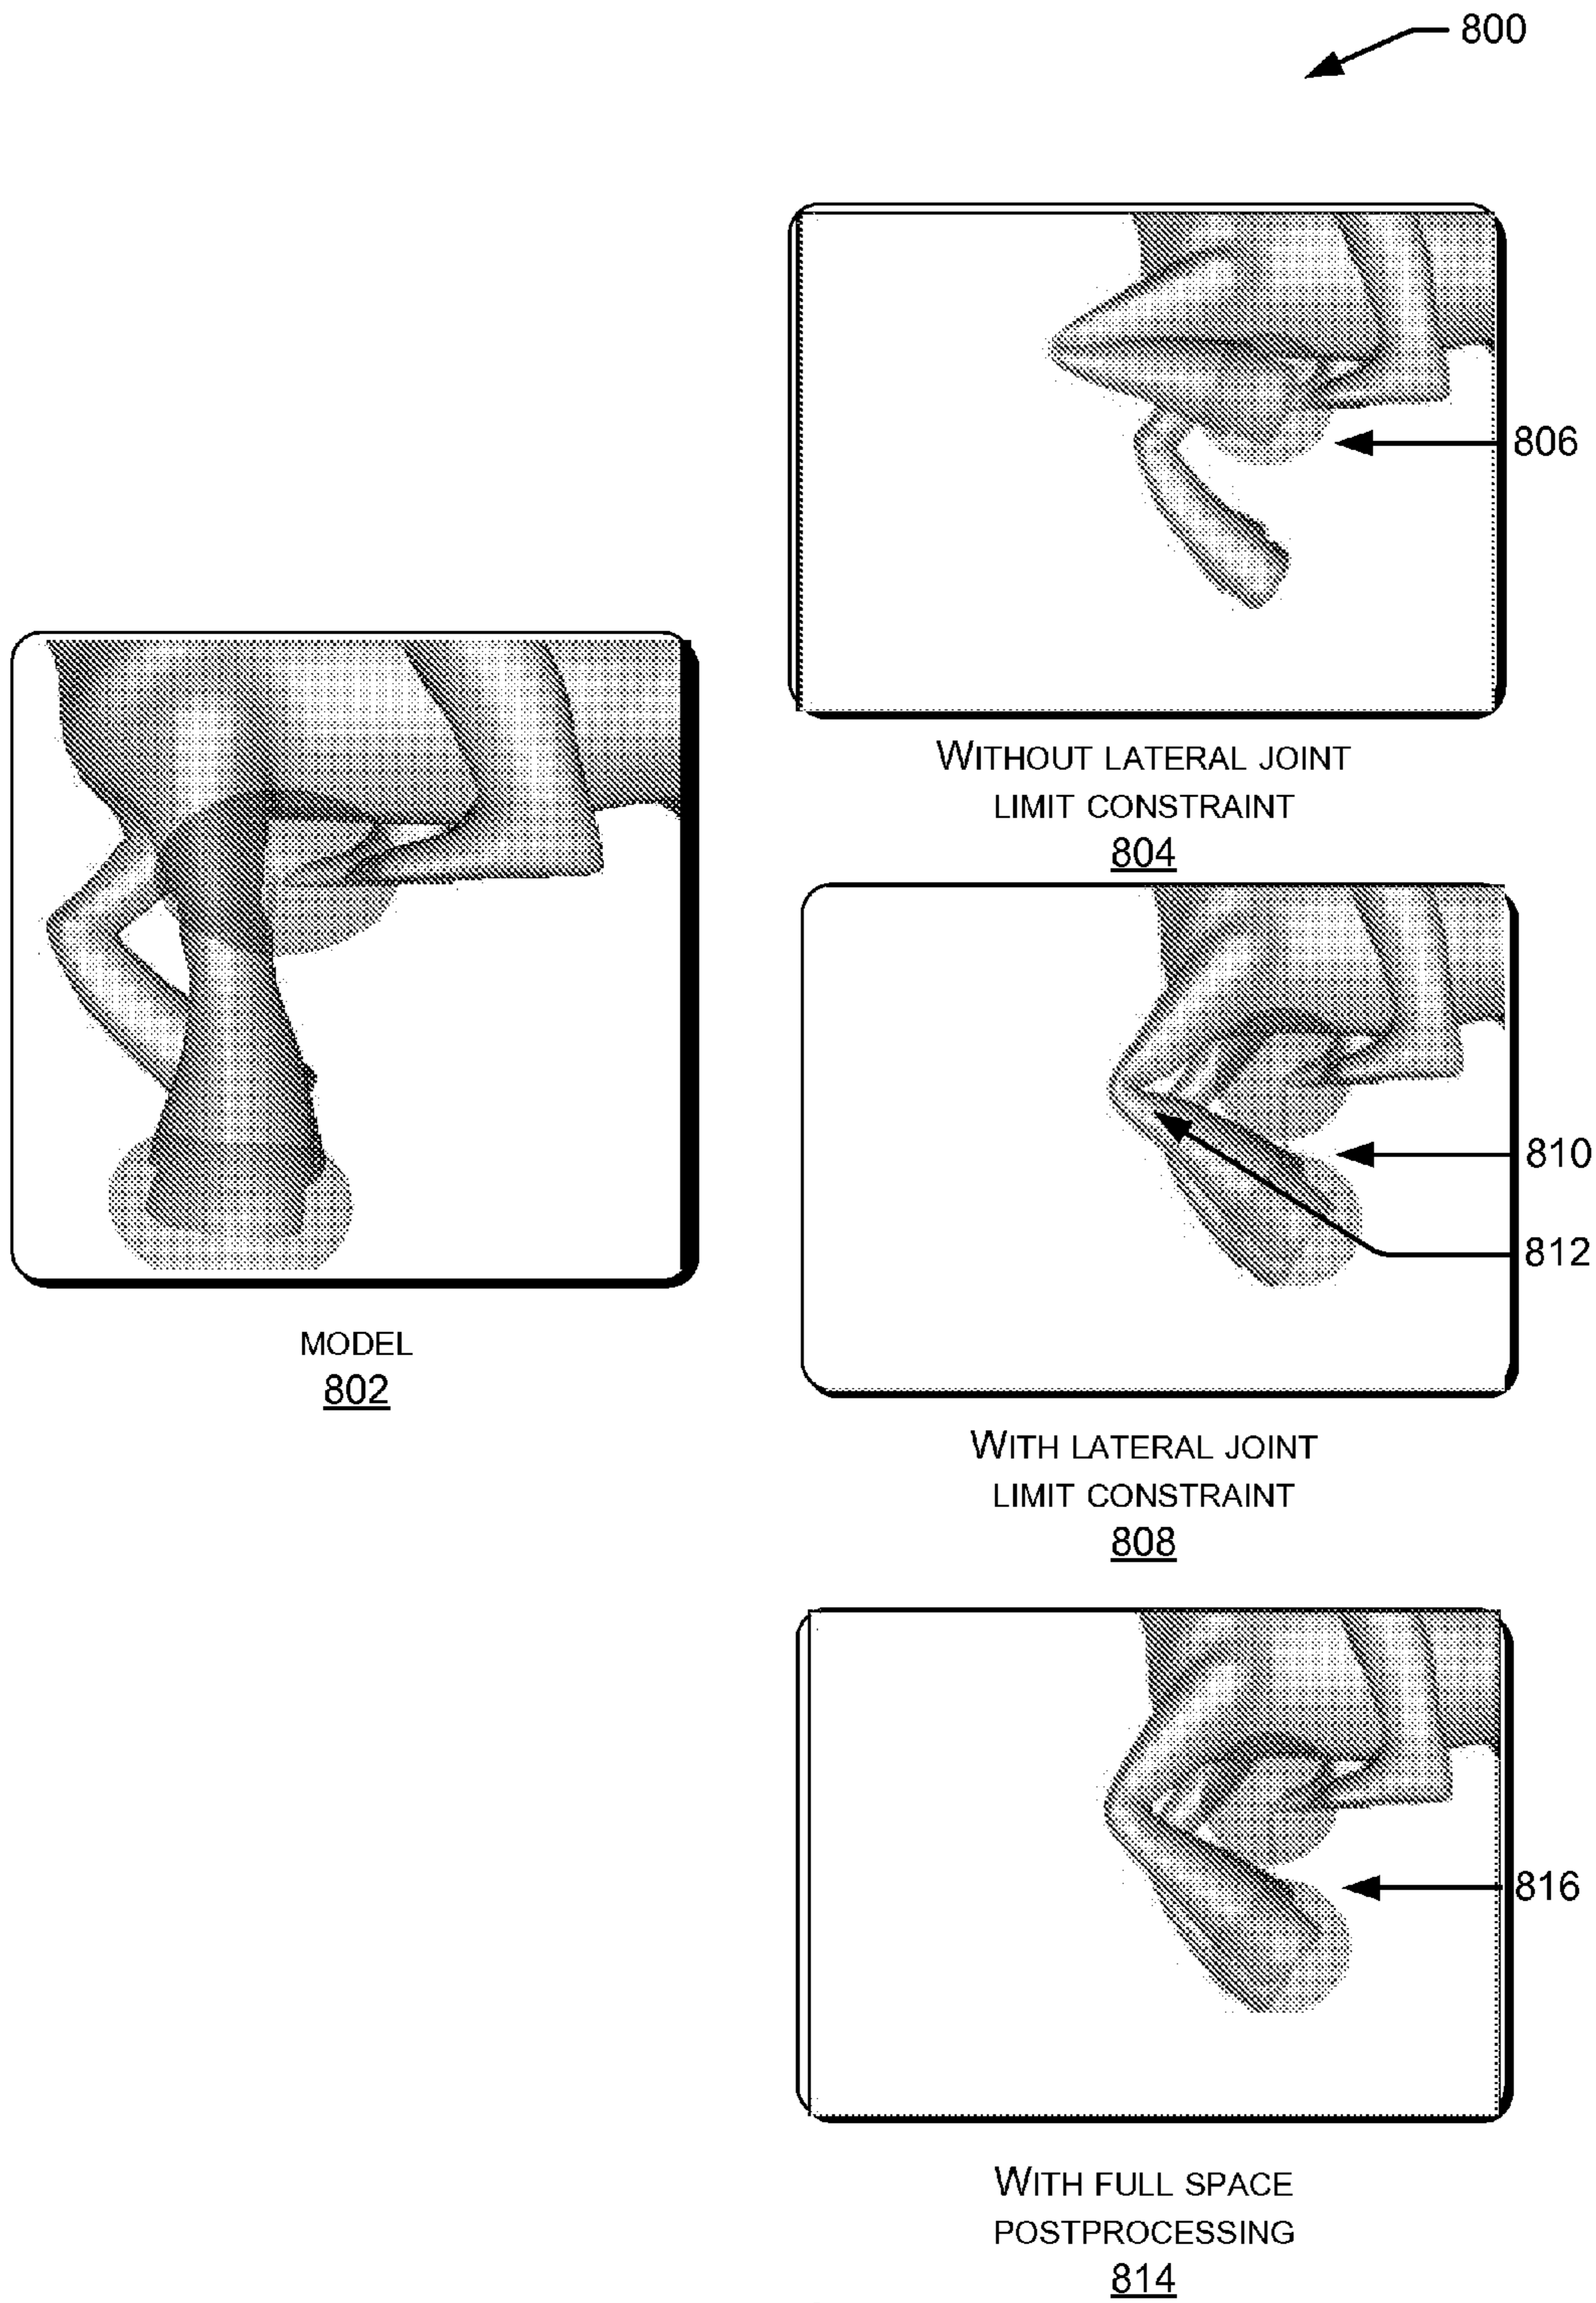 800
806
WITHOUT LATERAL JOINT
LIMIT CONSTRAINT
804
810
812
MODEL
802
WITH LATERAL JOINT
LIMIT CONSTRAINT
808
816
WITH FULL SPACE
POSTPROCESSING
814